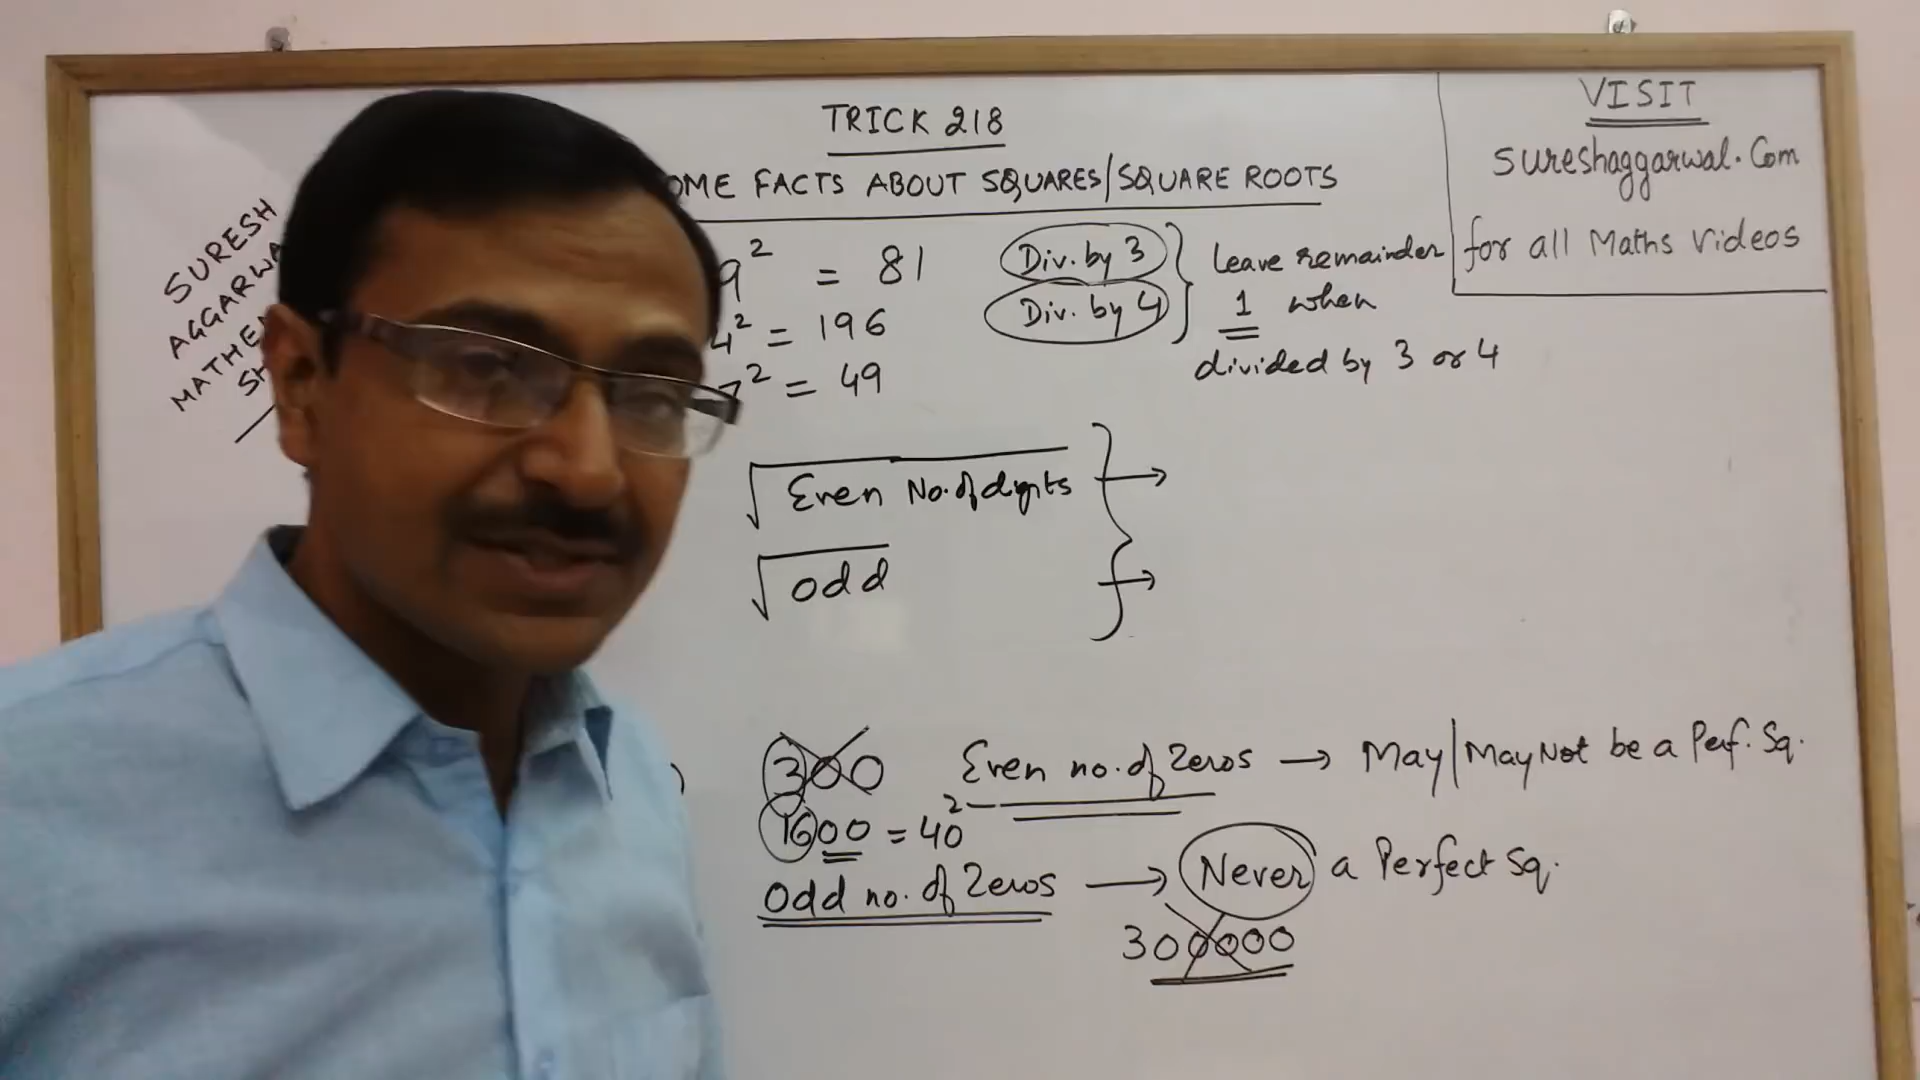 TRICK 218
OME FACTS ABOUT SQUARES/SQUARE ROOTS
VISIT
sureshaggarwal.Com
for all Maths Videos
SURESH
AGGARWA
MATHE
SH
9² = 81
4² = 196
7² = 49
Div. by 3
Div. by 4
leave remainder
1 when
divided by 3 or 4
√Even No. of digits
√odd
300
1600 = 40²
Even no. of Zeros → May/May Not be a Perf. Sq.
Odd no. of Zeros → Never a Perfect Sq.
300000